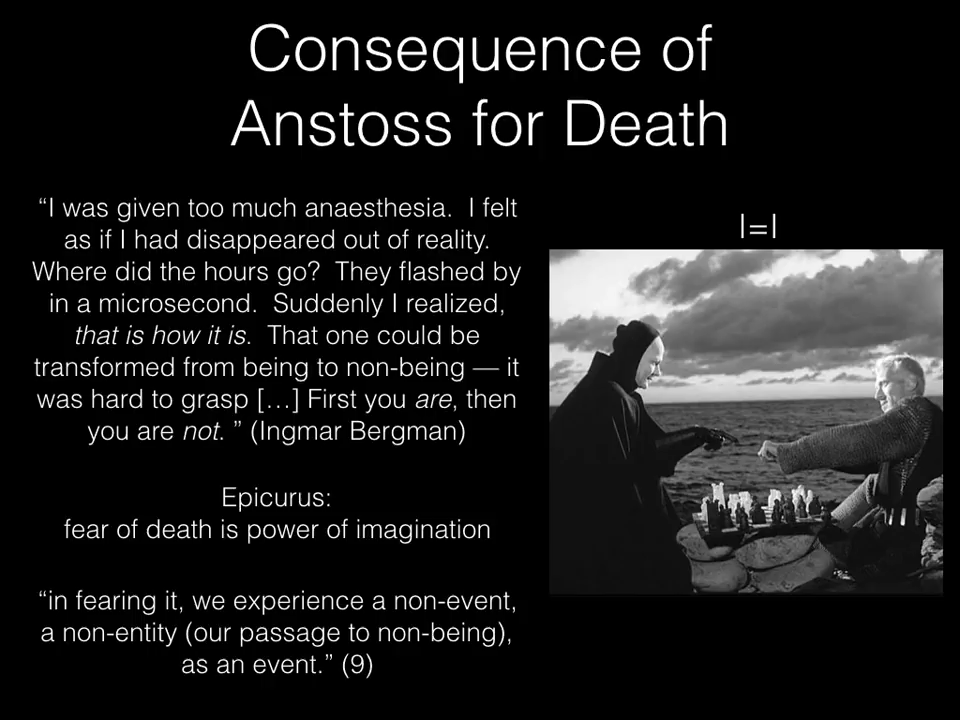 Consequence of
Anstoss for Death
“I was given too much anaesthesia.  I felt
as if I had disappeared out of reality.
Where did the hours go?  They flashed by
in a microsecond.  Suddenly I realized,
that is how it is.  That one could be
transformed from being to non-being — it
was hard to grasp […] First you are, then
you are not. ” (Ingmar Bergman)
Epicurus:
fear of death is power of imagination
“in fearing it, we experience a non-event,
a non-entity (our passage to non-being),
as an event.” (9)
I=I